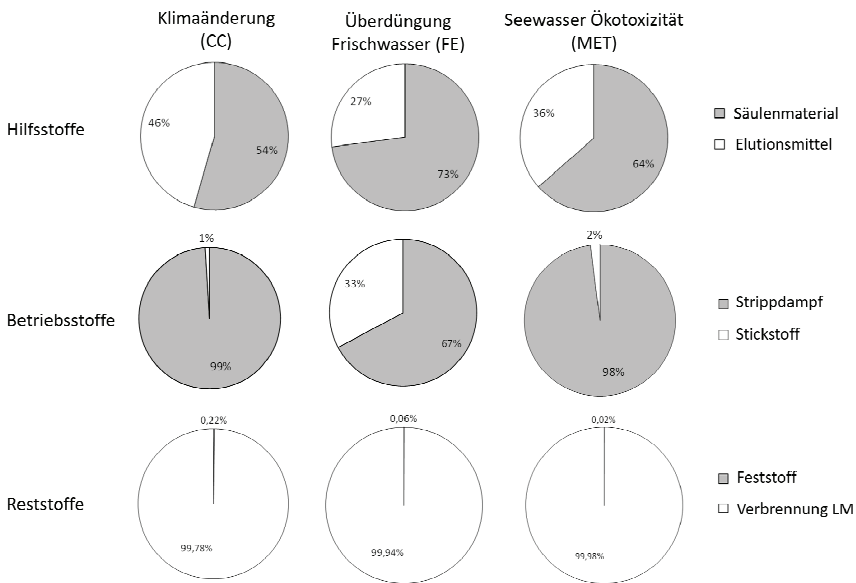 Klimaänderung
(CC)
Überdüngung
Frischwasser (FE)
Seewasser Ökotoxizität
(MET)
Hilfsstoffe
46%
54%
27%
73%
36%
64%
Säulenmaterial
Elutionsmittel
Betriebsstoffe
1%
99%
33%
67%
2%
98%
Strippdampf
Stickstoff
Reststoffe
0,22%
99,78%
0,06%
99,94%
0,02%
99,98%
Feststoff
Verbrennung LM